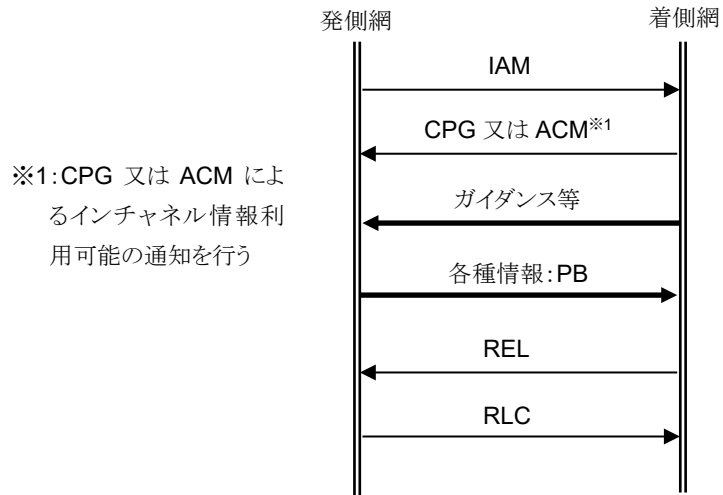 発側網
着側網
IAM
CPG 又は ACM※1
※1:CPG 又は ACM によ
るインチャネル情報利
用可能の通知を行う
ガイダンス等
各種情報:PB
REL
RLC